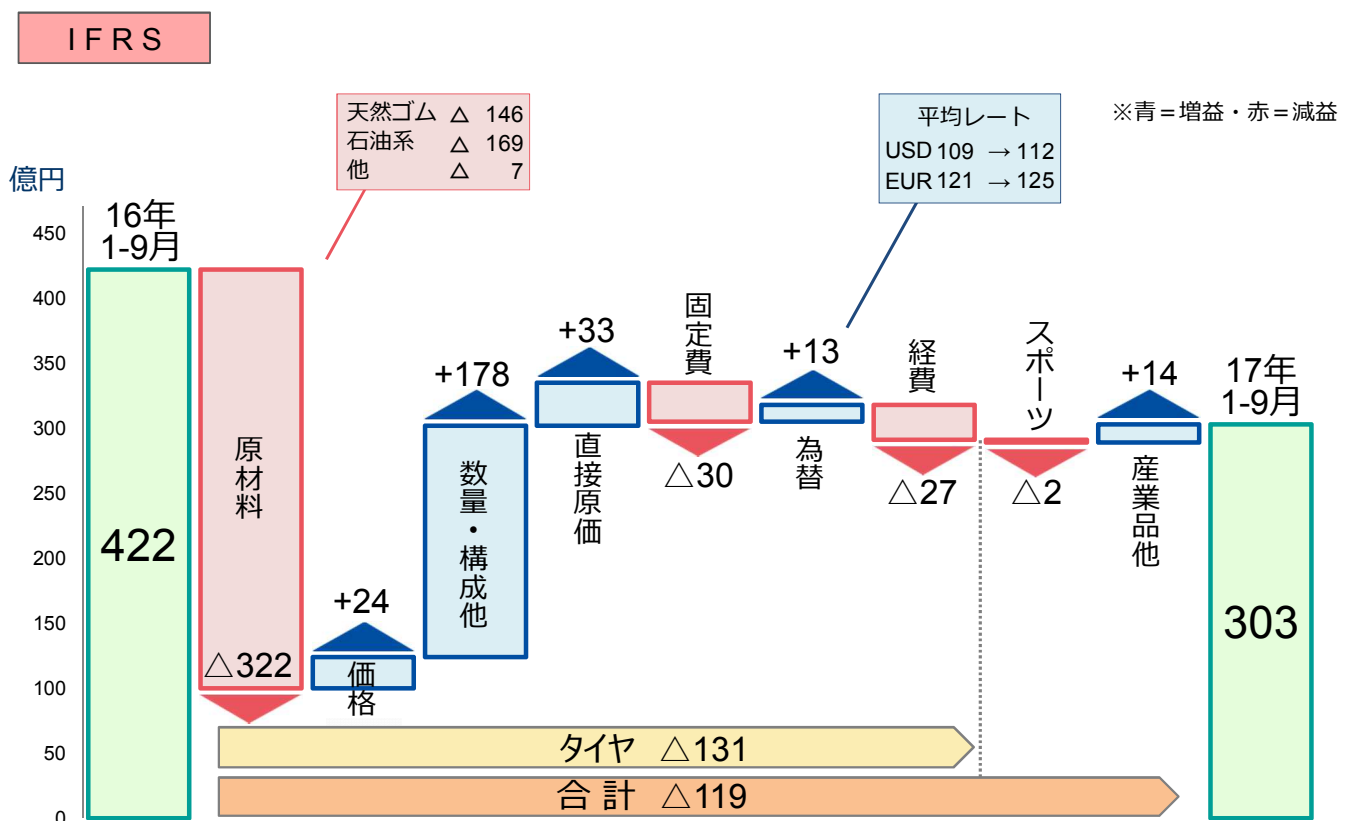 IFRS
天然ゴム △ 146
石油系 △ 169
他 △ 7
平均レート
USD 109 → 112
EUR 121 → 125
※青＝増益・赤＝減益
億円
450
400
350
300
250
200
150
100
50
0
16年
1-9月
422
原材料
△322
+24
価格
+178
数量・構成他
+33
直接原価
固定費
△30
+13
為替
経費
△27
スポーツ
△2
+14
産業品他
17年
1-9月
303
タイヤ △131
合計 △119